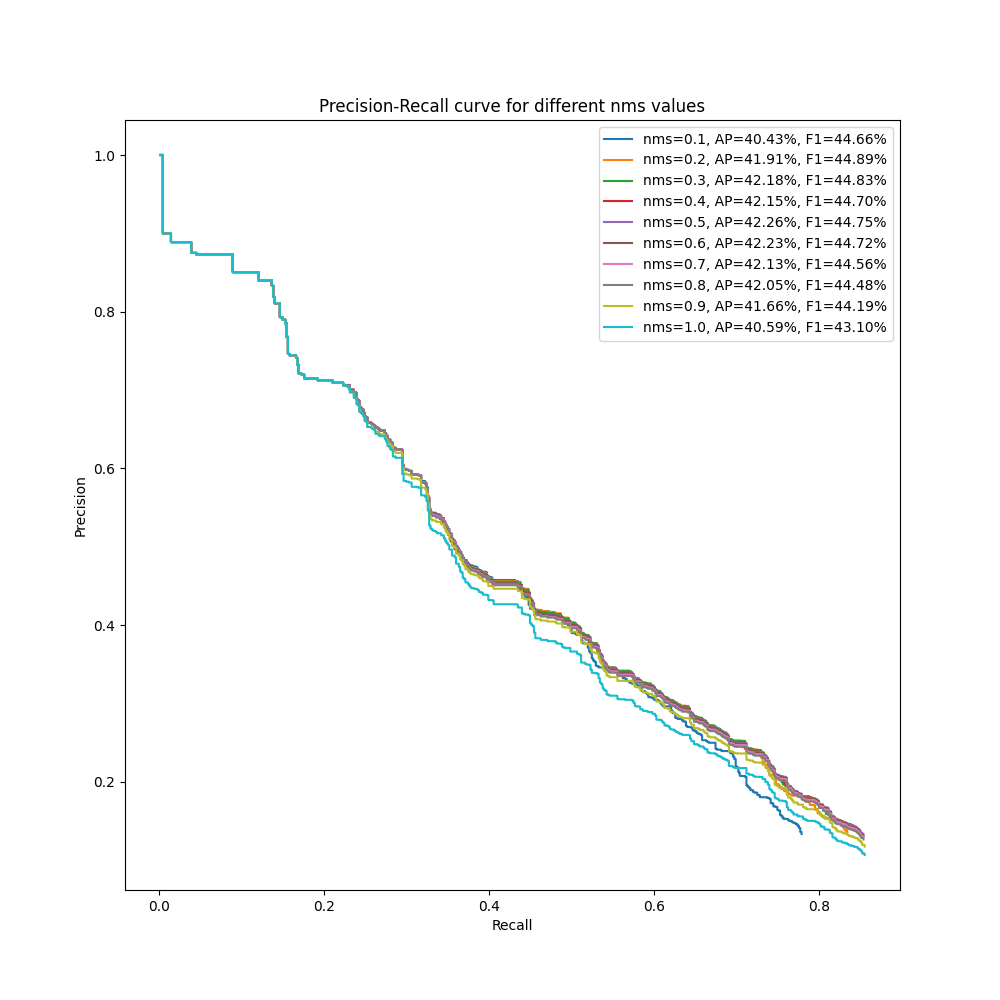 Precision-Recall curve for different nms values
nms=0.1, AP=40.43%, F1=44.66%
nms=0.2, AP=41.91%, F1=44.89%
nms=0.3, AP=42.18%, F1=44.83%
nms=0.4, AP=42.15%, F1=44.70%
nms=0.5, AP=42.26%, F1=44.75%
nms=0.6, AP=42.23%, F1=44.72%
nms=0.7, AP=42.13%, F1=44.56%
nms=0.8, AP=42.05%, F1=44.48%
nms=0.9, AP=41.66%, F1=44.19%
nms=1.0, AP=40.59%, F1=43.10%
1.0
0.8
0.6
0.4
0.2
Precision
0.0 0.2 0.4 0.6 0.8
Recall